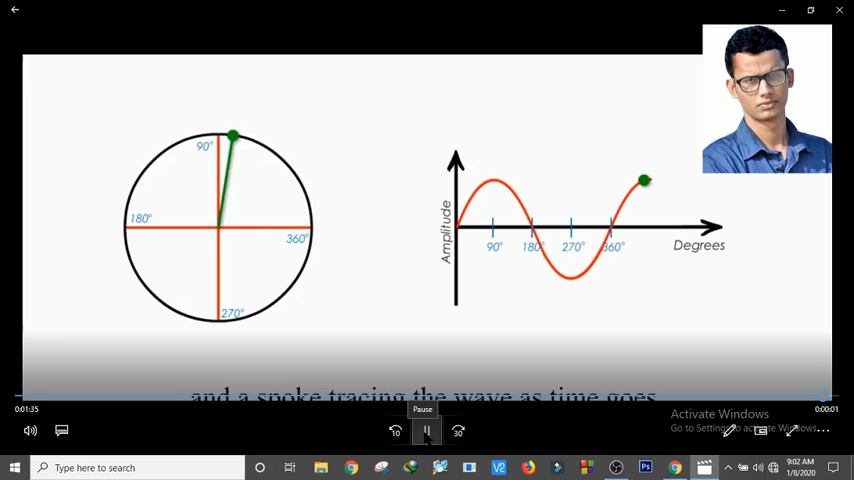 90°
180°
360°
270°
Amplitude
90°
180°
270°
360°
Degrees
and a spoke tracing the wave as time goes
0:01:35
Pause
0:00:01
Activate Windows
Go to Settings to activate Windows.
10
30
Type here to search
Ps
9:02 AM
1/8/2020